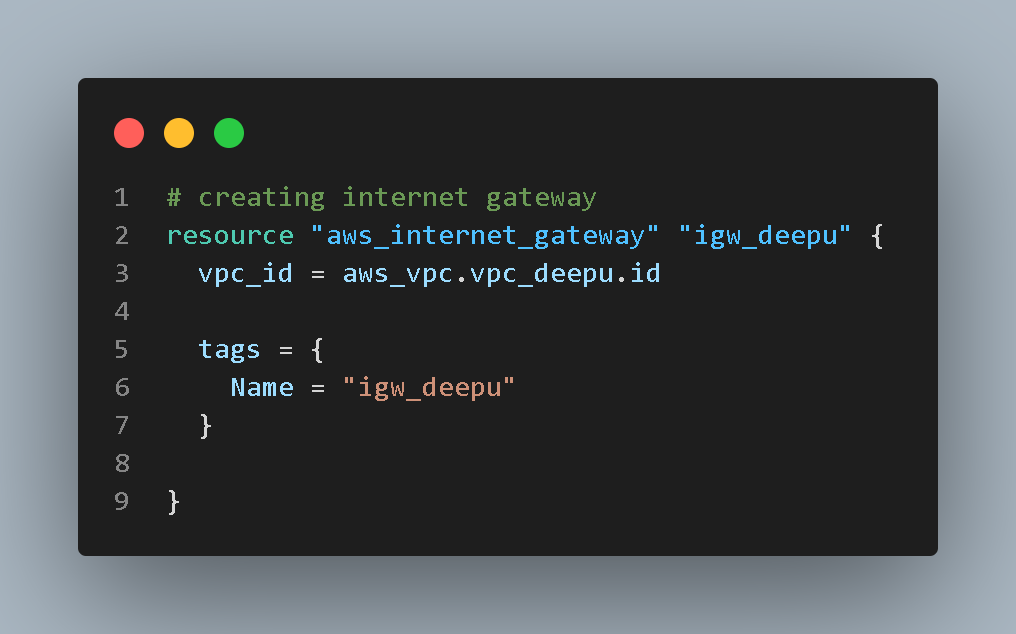 1 # creating internet gateway
2 resource "aws_internet_gateway" "igw_deepu" {
3   vpc_id = aws_vpc.vpc_deepu.id
4
5   tags = {
6     Name = "igw_deepu"
7   }
8
9 }